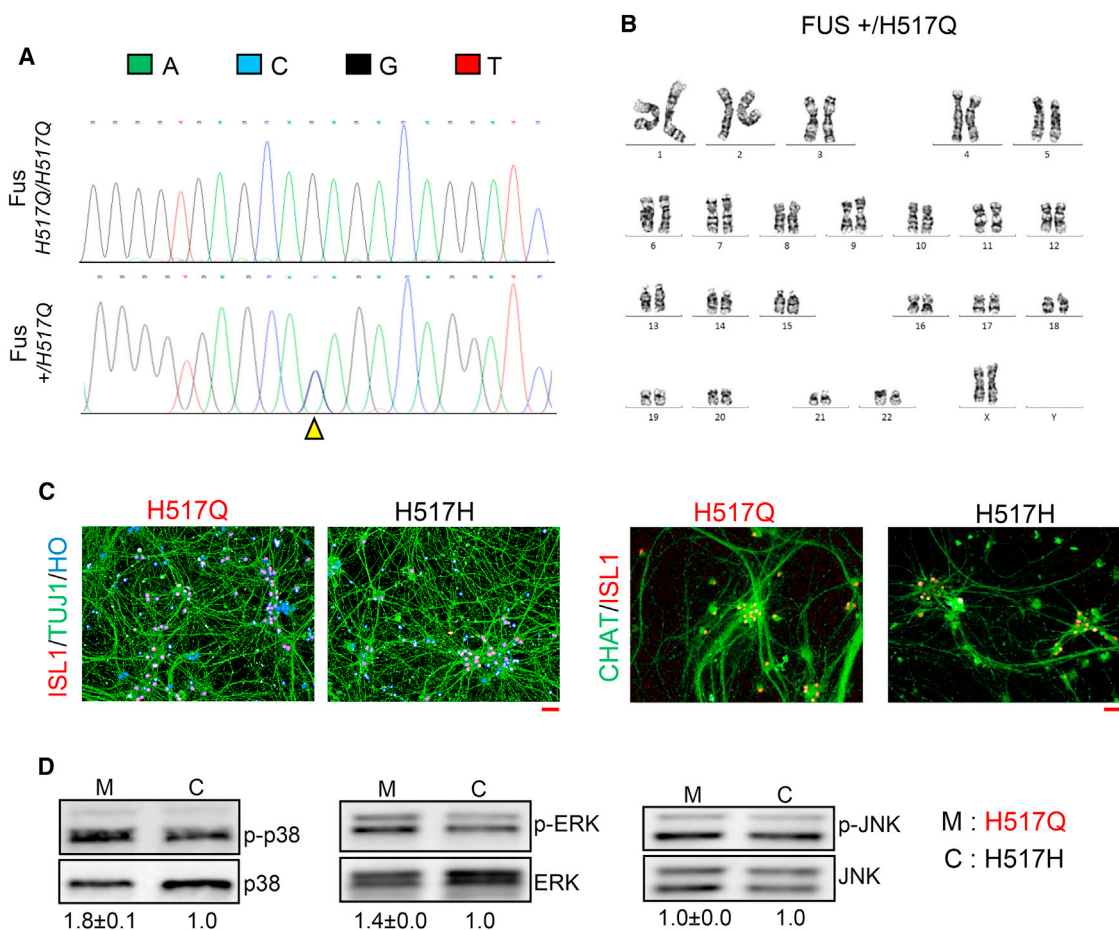 A
A C G T
Fus
H517Q/H517Q
Fus
+/H517Q
B
FUS +/H517Q
1 2 3 4 5
6 7 8 9 10 11 12
13 14 15 16 17 18
19 20 21 22 X Y
C
H517Q H517H H517Q H517H
ISL1/TUJ1/HO
CHAT/ISL1
D
M C M C M C
p-p38 p-ERK p-JNK
p38 ERK JNK
1.8±0.1 1.0 1.4±0.0 1.0 1.0±0.0 1.0
M : H517Q
C : H517H